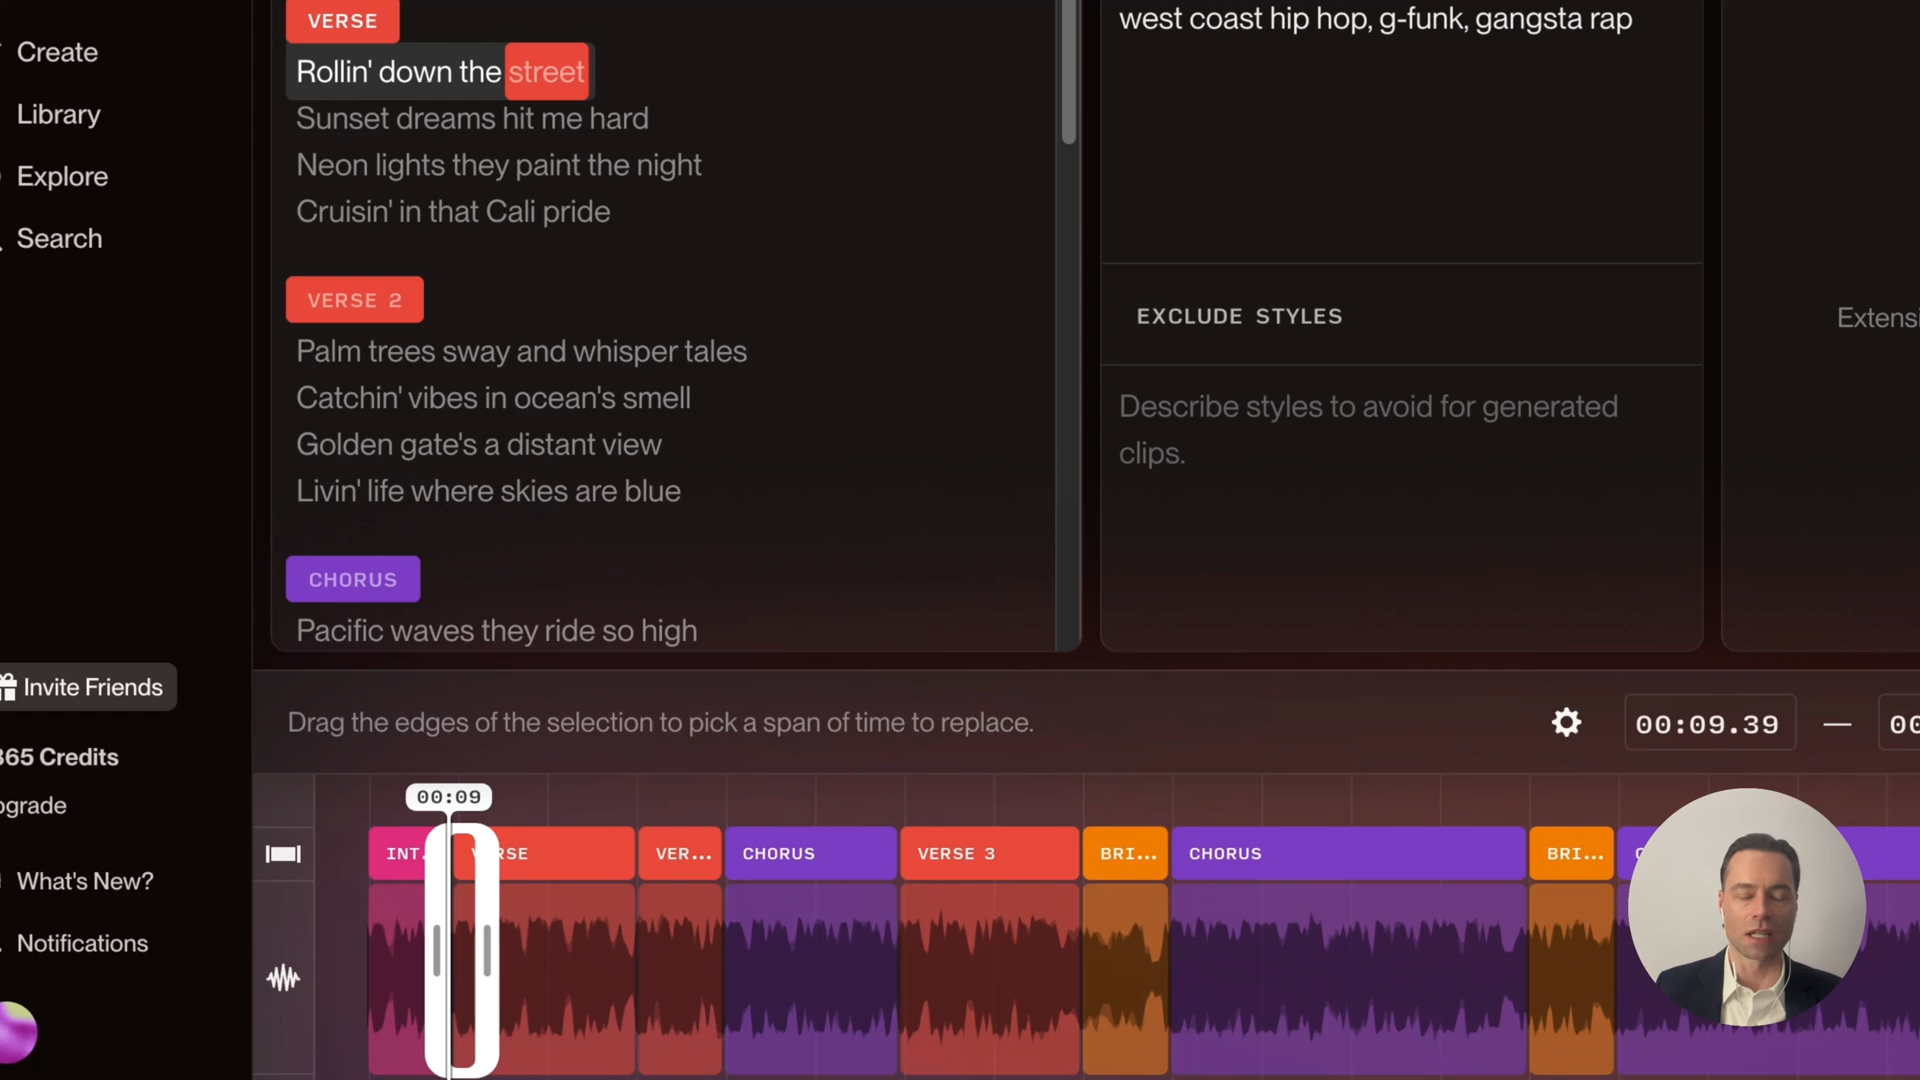 Create
Library
Explore
Search
Invite Friends
365 Credits
What's New?
Notifications
VERSE
Rollin' down the street
Sunset dreams hit me hard
Neon lights they paint the night
Cruisin' in that Cali pride
VERSE 2
Palm trees sway and whisper tales
Catchin' vibes in ocean's smell
Golden gate's a distant view
Livin' life where skies are blue
CHORUS
Pacific waves they ride so high
west coast hip hop, g-funk, gangsta rap
EXCLUDE STYLES
Describe styles to avoid for generated
clips.
Extensi
Drag the edges of the selection to pick a span of time to replace.
00:09.39 — 00
00:09
INT. VERSE VER... CHORUS VERSE 3 BRI... CHORUS BRI...